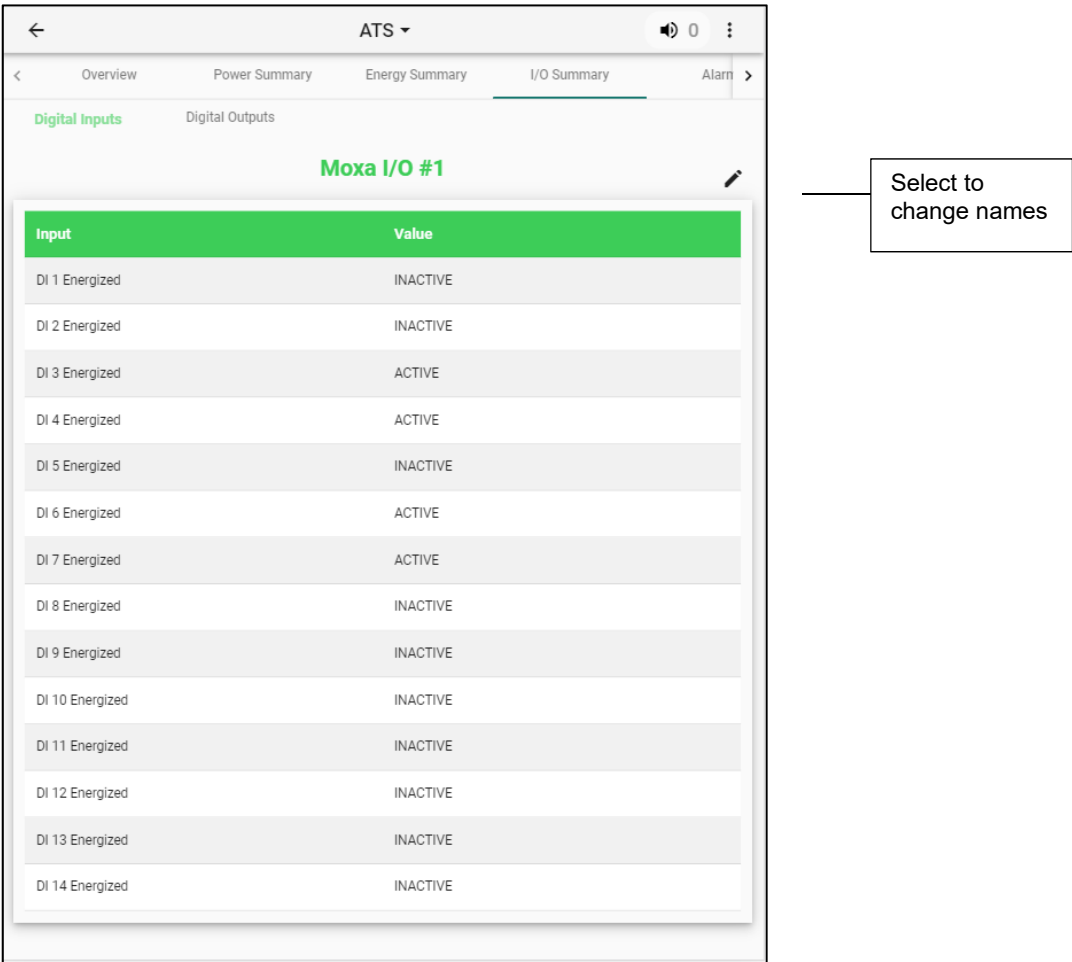 ATS
0
Overview Power Summary Energy Summary I/O Summary Alarm
Digital Inputs Digital Outputs
Moxa I/O #1
Select to
change names
Input Value
DI 1 Energized INACTIVE
DI 2 Energized INACTIVE
DI 3 Energized ACTIVE
DI 4 Energized ACTIVE
DI 5 Energized INACTIVE
DI 6 Energized ACTIVE
DI 7 Energized ACTIVE
DI 8 Energized INACTIVE
DI 9 Energized INACTIVE
DI 10 Energized INACTIVE
DI 11 Energized INACTIVE
DI 12 Energized INACTIVE
DI 13 Energized INACTIVE
DI 14 Energized INACTIVE